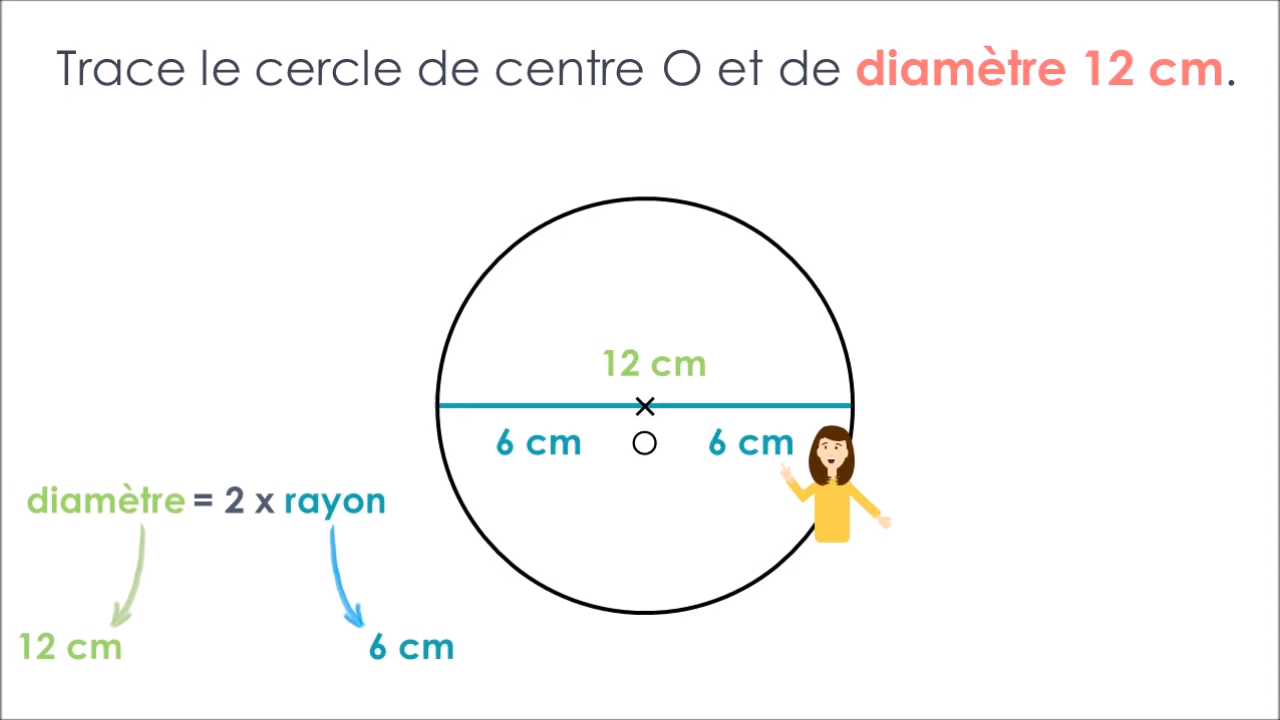 Trace le cercle de centre O et de diamètre 12 cm.
12 cm
6 cm O 6 cm
diamètre = 2 x rayon
12 cm 6 cm